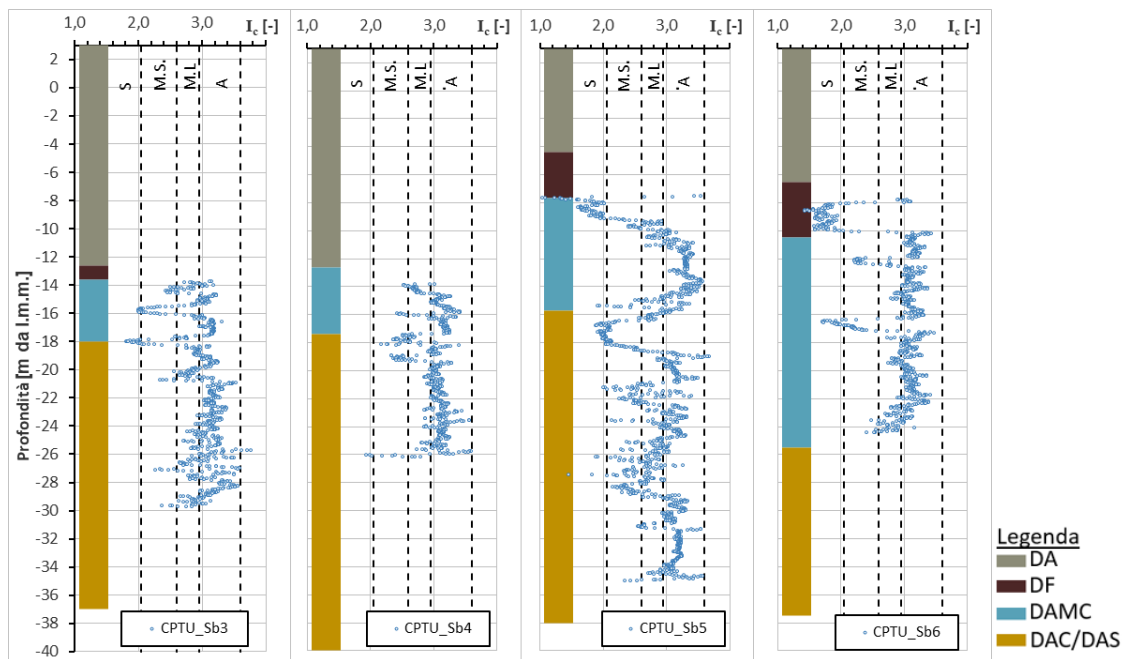 1,0 2,0 3,0 Ic [-]
1,0 2,0 3,0 Ic [-]
1,0 2,0 3,0 Ic [-]
1,0 2,0 3,0 Ic [-]
S M.S. M.L A
S M.S. M.L A
S M.S. M.L A
S M.S. M.L A
Profondità [m da l.m.m.]
2
0
-2
-4
-6
-8
-10
-12
-14
-16
-18
-20
-22
-24
-26
-28
-30
-32
-34
-36
-38
-40
CPTU_Sb3
CPTU_Sb4
CPTU_Sb5
CPTU_Sb6
Legenda
DA
DF
DAMC
DAC/DAS